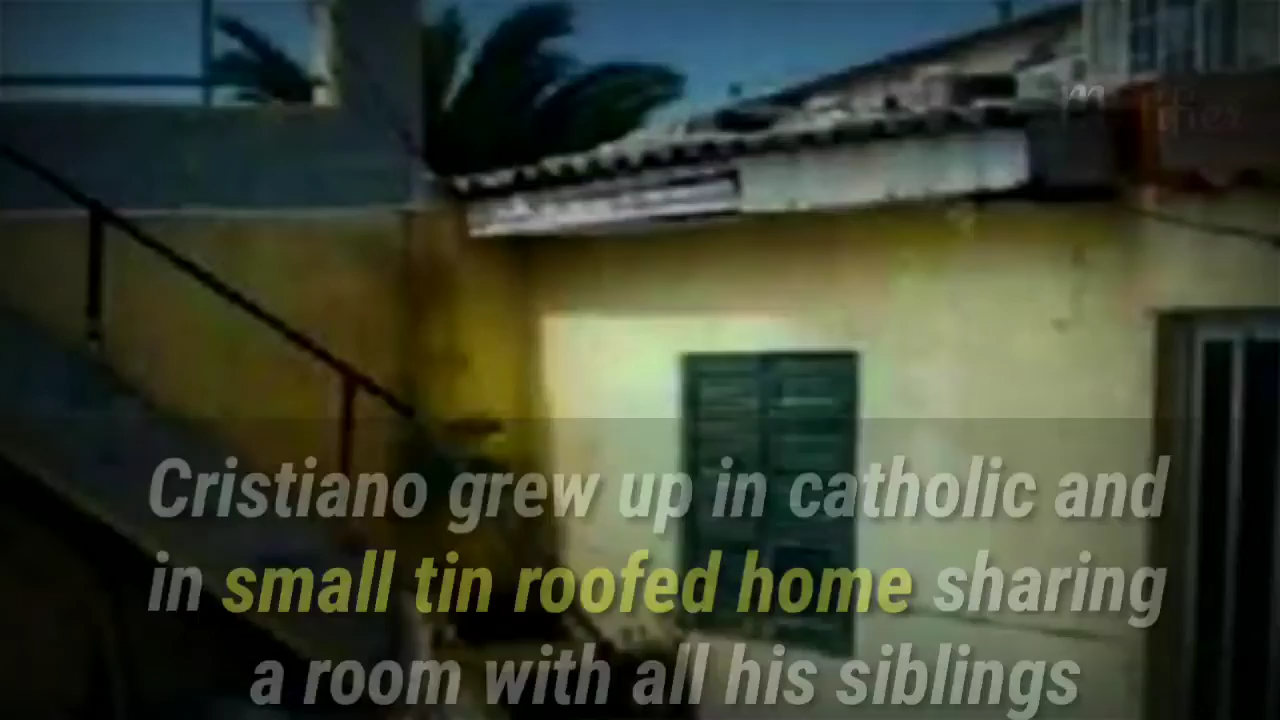 Cristiano grew up in catholic and
in small tin roofed home sharing
a room with all his siblings